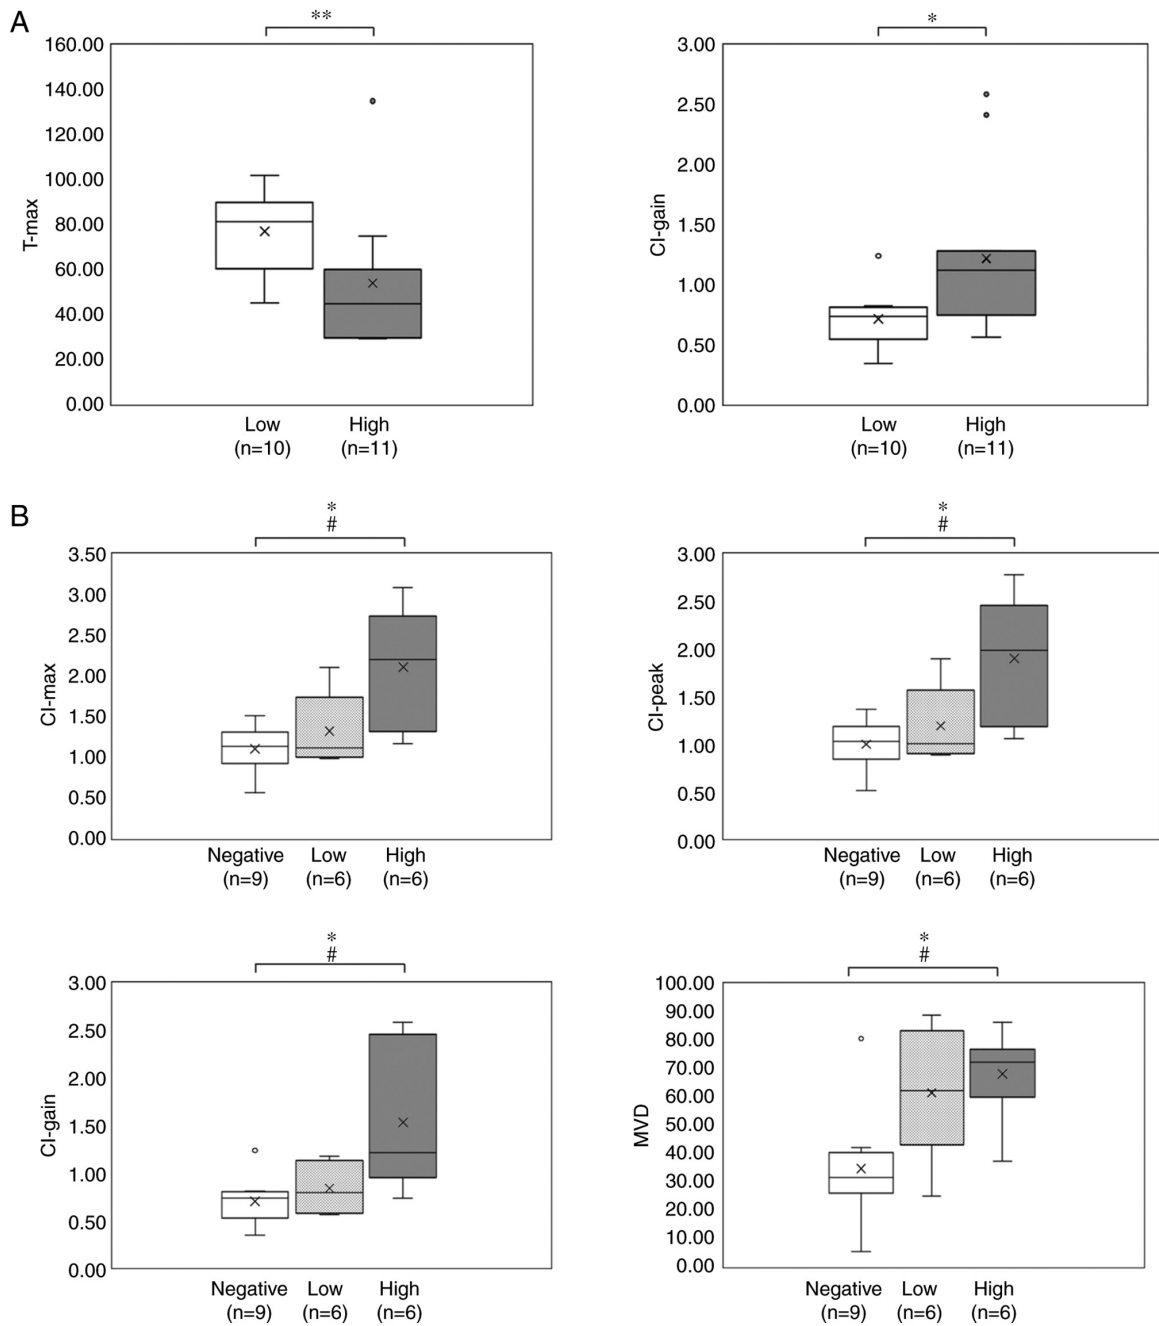 A
**
T-max
160.00
140.00
120.00
100.00
80.00
60.00
40.00
20.00
0.00
Low
(n=10)
High
(n=11)
*
CI-gain
3.00
2.50
2.00
1.50
1.00
0.50
0.00
Low
(n=10)
High
(n=11)
B
*
#
CI-max
3.50
3.00
2.50
2.00
1.50
1.00
0.50
0.00
Negative
(n=9)
Low
(n=6)
High
(n=6)
*
#
CI-peak
3.00
2.50
2.00
1.50
1.00
0.50
0.00
Negative
(n=9)
Low
(n=6)
High
(n=6)
*
#
CI-gain
3.00
2.50
2.00
1.50
1.00
0.50
0.00
Negative
(n=9)
Low
(n=6)
High
(n=6)
*
#
MVD
100.00
90.00
80.00
70.00
60.00
50.00
40.00
30.00
20.00
10.00
0.00
Negative
(n=9)
Low
(n=6)
High
(n=6)